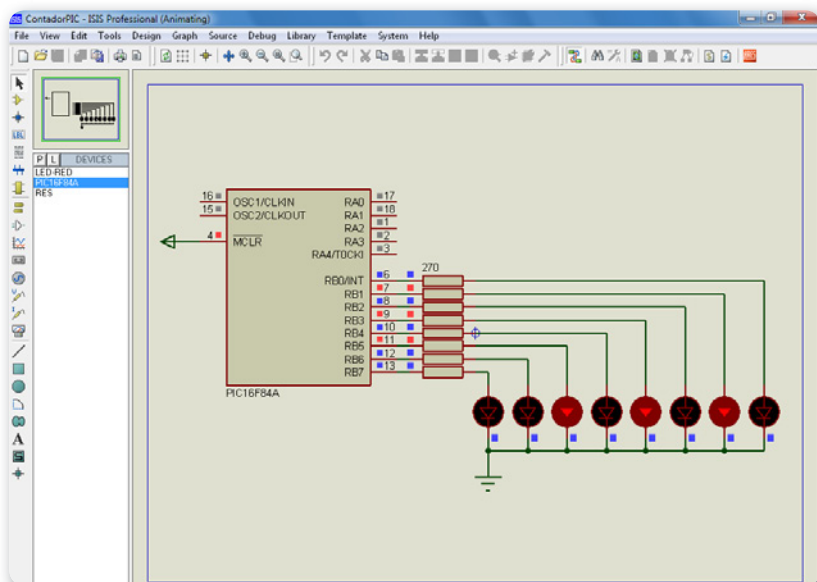 ContadorPIC - ISIS Professional (Animating)
File View Edit Tools Design Graph Source Debug Library Template System Help
P L DEVICES
LED-RED
PIC16F84A
RES
16 OSC1/CLKIN RA0 17
15 OSC2/CLKOUT RA1 18
RA2 1
4 MCLR RA3 2
RA4/T0CKI 3
270
RB0/INT 6
RB1 7
RB2 8
RB3 9
RB4 10
RB5 11
RB6 12
RB7 13
PIC16F84A